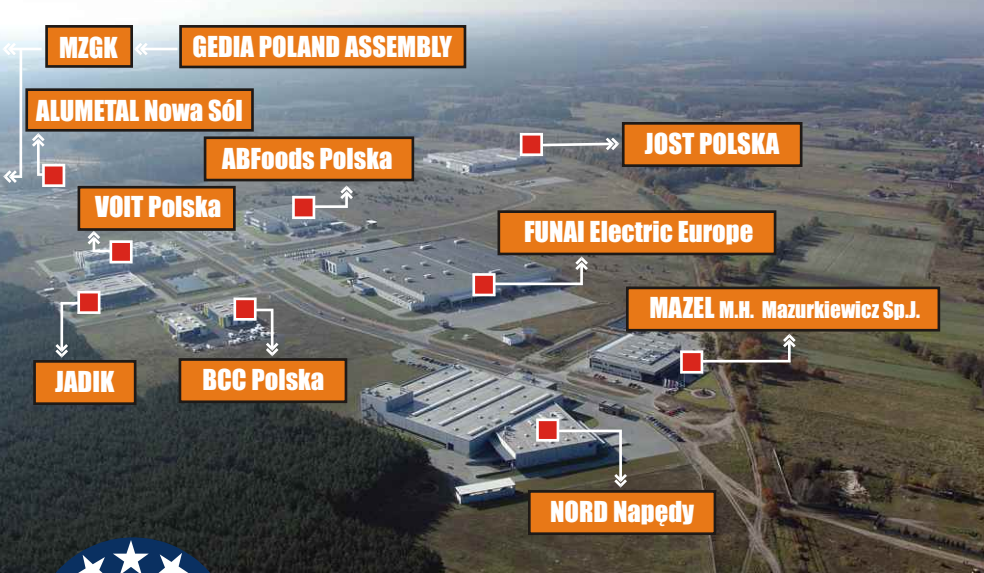 MZGK
GEDIA POLAND ASSEMBLY
ALUMETAL Nowa Sól
ABFoods Polska
JOST POLSKA
VOIT Polska
FUNAI Electric Europe
MAZEL M.H. Mazurkiewicz Sp.J.
JADIK
BCC Polska
NORD Napędy